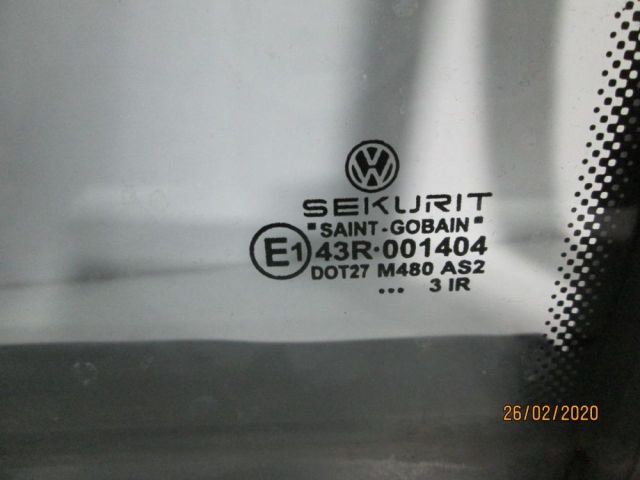 SEKURIT
"SAINT-GOBAIN"
E1 43R-001404
DOT27 M480 AS2
... 3 IR
26/02/2020